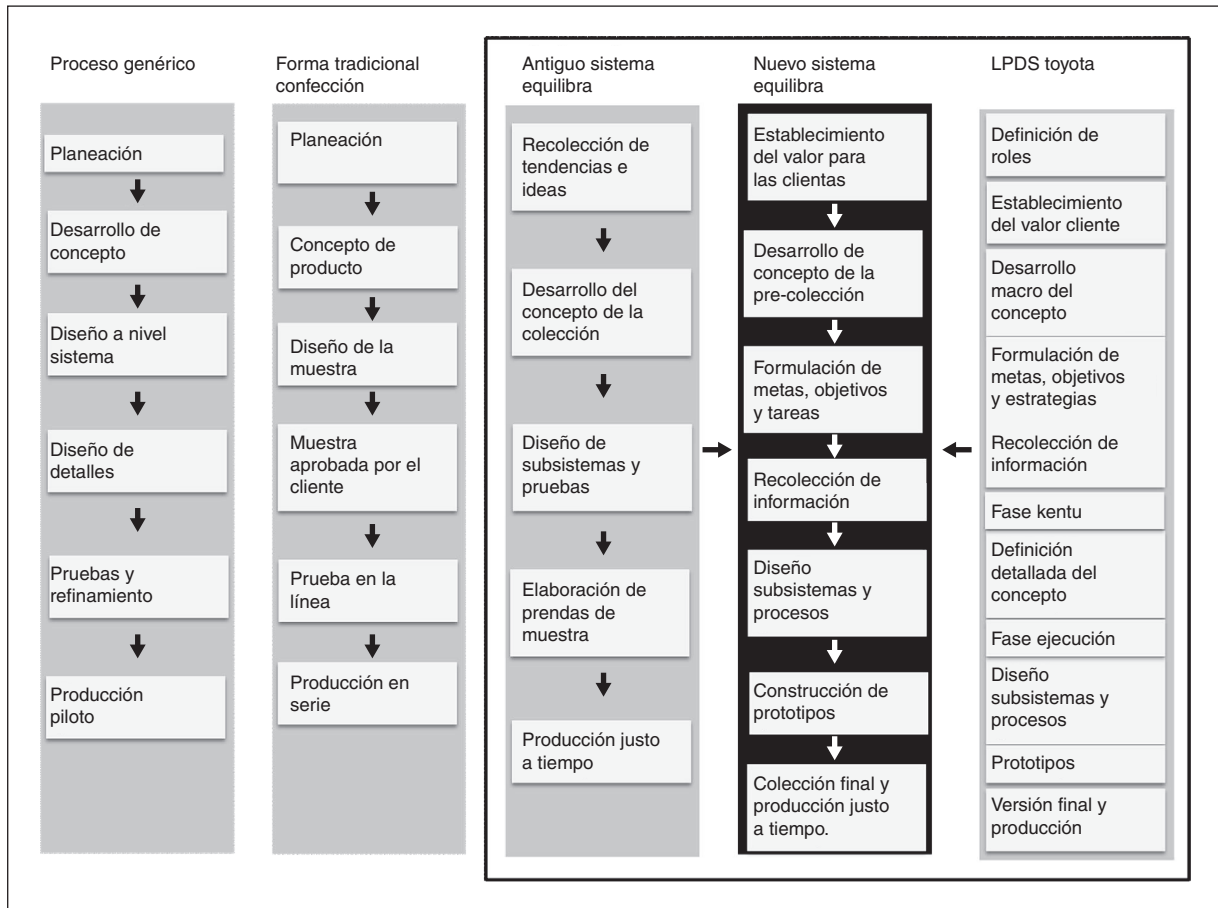 Proceso genérico
Planeación
Desarrollo de
concepto
Diseño a nivel
sistema
Diseño de
detalles
Pruebas y
refinamiento
Producción
piloto
Forma tradicional
confección
Planeación
Concepto de
producto
Diseño de la
muestra
Muestra
aprobada por el
cliente
Prueba en la
línea
Producción en
serie
Antiguo sistema
equilibra
Recolección de
tendencias e
ideas
Desarrollo del
concepto de la
colección
Diseño de
subsistemas y
pruebas
Elaboración de
prendas de
muestra
Producción justo
a tiempo
Nuevo sistema
equilibra
Establecimiento
del valor para
las clientas
Desarrollo de
concepto de la
pre-colección
Formulación de
metas, objetivos
y tareas
Recolección de
información
Diseño
subsistemas y
procesos
Construcción de
prototipos
Colección final y
producción justo
a tiempo.
LPDS toyota
Definición de
roles
Establecimiento
del valor cliente
Desarrollo
macro del
concepto
Formulación de
metas, objetivos
y estrategias
Recolección de
información
Fase kentu
Definición
detallada del
concepto
Fase ejecución
Diseño
subsistemas y
procesos
Prototipos
Versión final y
producción